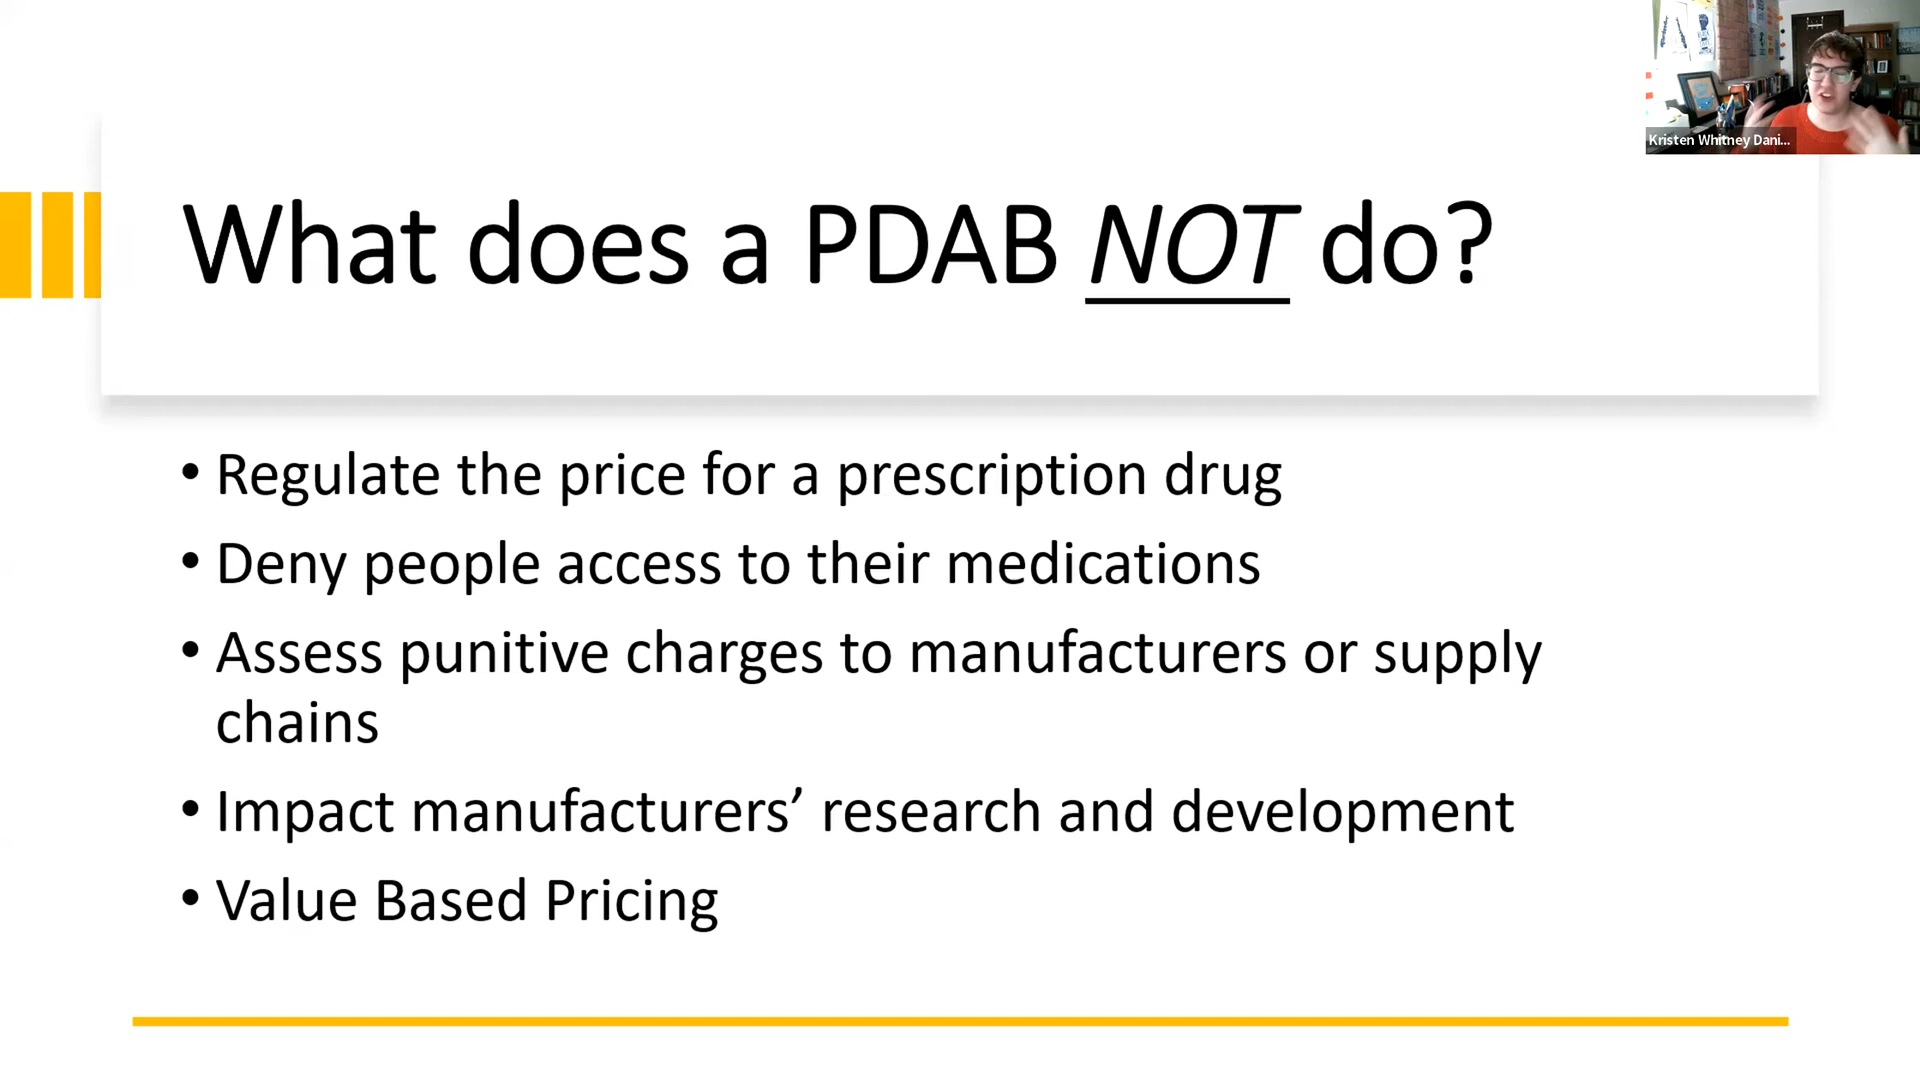 Kristen Whitney Dani...
What does a PDAB NOT do?
• Regulate the price for a prescription drug
• Deny people access to their medications
• Assess punitive charges to manufacturers or supply
chains
• Impact manufacturers’ research and development
• Value Based Pricing